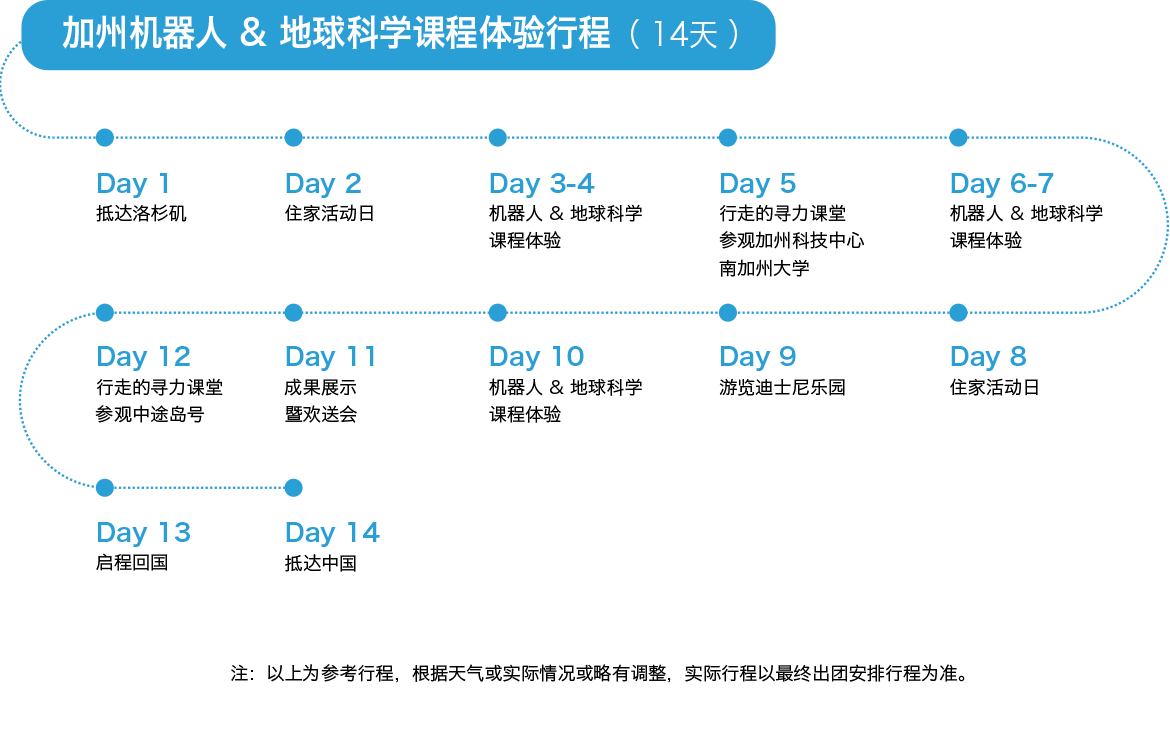 加州机器人 & 地球科学课程体验行程（ 14天 ）
Day 1
抵达洛杉矶
Day 2
住家活动日
Day 3-4
机器人 & 地球科学
课程体验
Day 5
行走的寻力课堂
参观加州科技中心
南加州大学
Day 6-7
机器人 & 地球科学
课程体验
Day 12
行走的寻力课堂
参观中途岛号
Day 11
成果展示
暨欢送会
Day 10
机器人 & 地球科学
课程体验
Day 9
游览迪士尼乐园
Day 8
住家活动日
Day 13
启程回国
Day 14
抵达中国
注：以上为参考行程，根据天气或实际情况或略有调整，实际行程以最终出团安排行程为准。